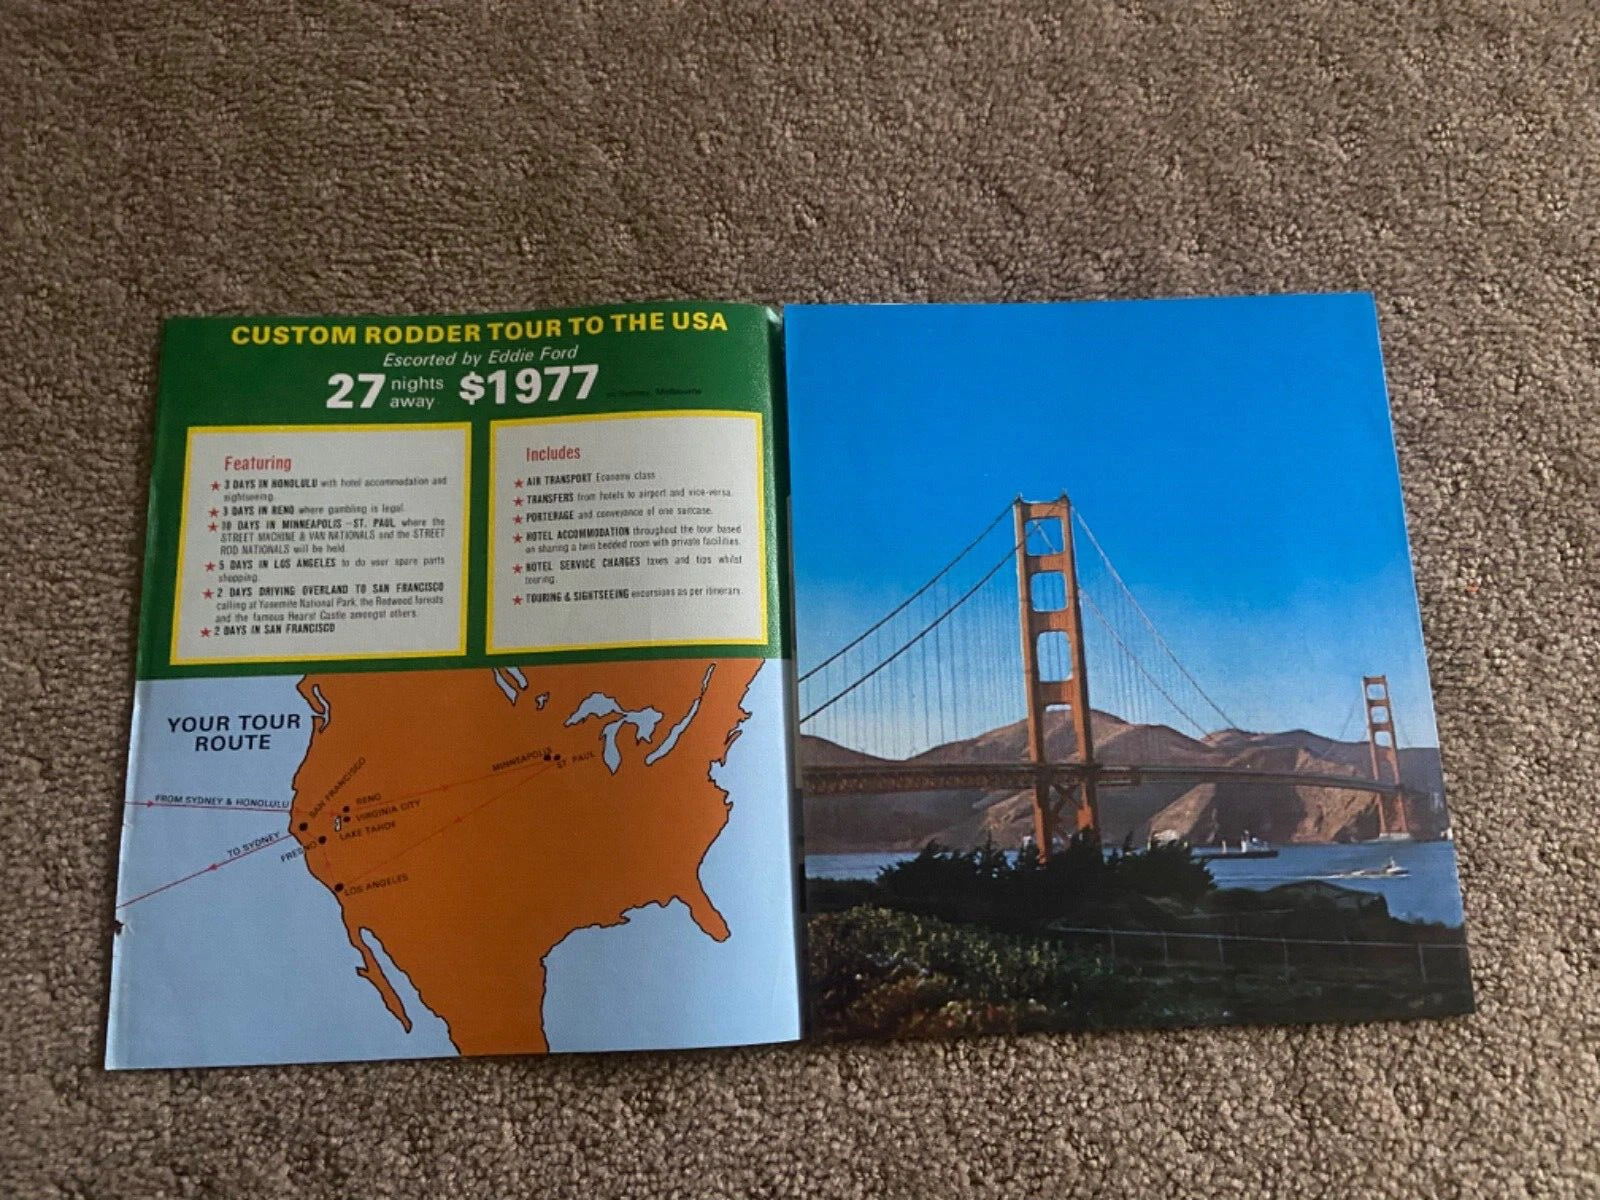 CUSTOM RODDER TOUR TO THE USA
Escorted by Eddie Ford
27 nights away $1977
Sydney, Melbourne
Featuring
★ 3 DAYS IN HONOLULU with hotel accommodation and
sightseeing.
★ 3 DAYS IN RENO where gambling is legal.
★ 10 DAYS IN MINNEAPOLIS - ST. PAUL where the
STREET MACHINE & VAN NATIONALS and the STREET
ROD NATIONALS will be held.
★ 5 DAYS IN LOS ANGELES to do your spare parts
shopping.
★ 2 DAYS DRIVING OVERLAND TO SAN FRANCISCO
calling at Yosemite National Park, the Redwood forests
and the famous Hearst Castle amongst others.
★ 2 DAYS IN SAN FRANCISCO
Includes
★ AIR TRANSPORT Economy class
★ TRANSFERS from hotels to airport and vice-versa.
★ PORTERAGE and conveyance of one suitcase.
★ HOTEL ACCOMMODATION throughout the tour based
on sharing a twin bedded room with private facilities.
★ HOTEL SERVICE CHARGES taxes and tips whilst
touring.
★ TOURING & SIGHTSEEING excursions as per itinerary.
YOUR TOUR
ROUTE
MINNEAPOLIS
ST. PAUL
SAN FRANCISCO
RENO
FROM SYDNEY & HONOLULU
VIRGINIA CITY
LAKE TAHOE
TO SYDNEY
FRESNO
LOS ANGELES